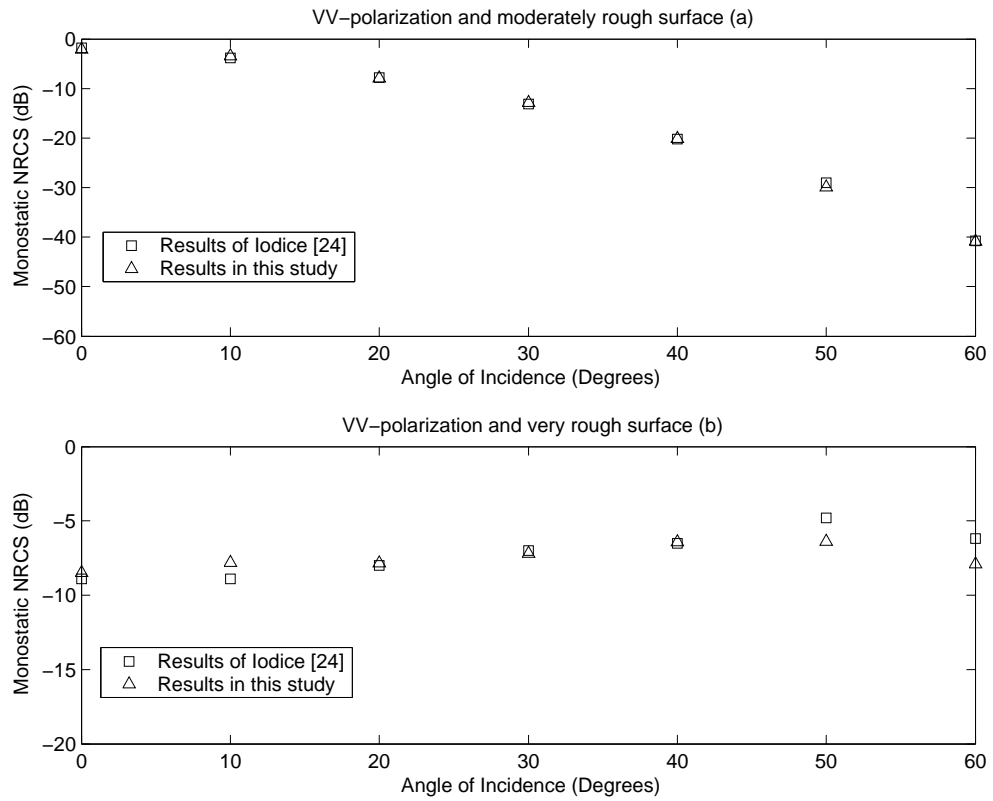 VV−polarization and moderately rough surface (a)
Monostatic NRCS (dB)
0
−10
−20
−30
−40
−50
−60
Results of Iodice [24]
Results in this study
0 10 20 30 40 50 60
Angle of Incidence (Degrees)
VV−polarization and very rough surface (b)
Monostatic NRCS (dB)
0
−5
−10
−15
−20
Results of Iodice [24]
Results in this study
0 10 20 30 40 50 60
Angle of Incidence (Degrees)